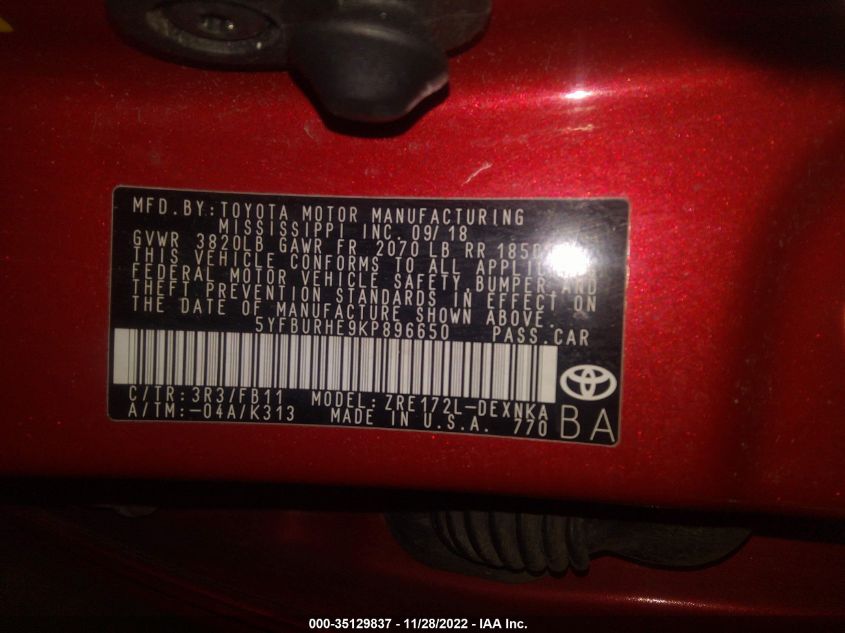 MFD.BY:TOYOTA MOTOR MANUFACTURING
MISSISSIPPI INC. 09/18
GVWR 3820LB GAWR FR 2070 LB RR
THIS VEHICLE CONFORMS TO ALL
FEDERAL MOTOR VEHICLE SAFETY,BUMPER,AND
THEFT PREVENTION STANDARDS IN EFFECT ON
THE DATE OF MANUFACTURE SHOWN ABOVE.
5YFBURHE9KP896650 PASS.CAR
C/TR:3R3/FB11 MODEL:ZRE172L-DEXNKA
A/TM:-04A/K313 MADE IN U.S.A. 770 BA
000-35129837 - 11/28/2022 - IAA Inc.